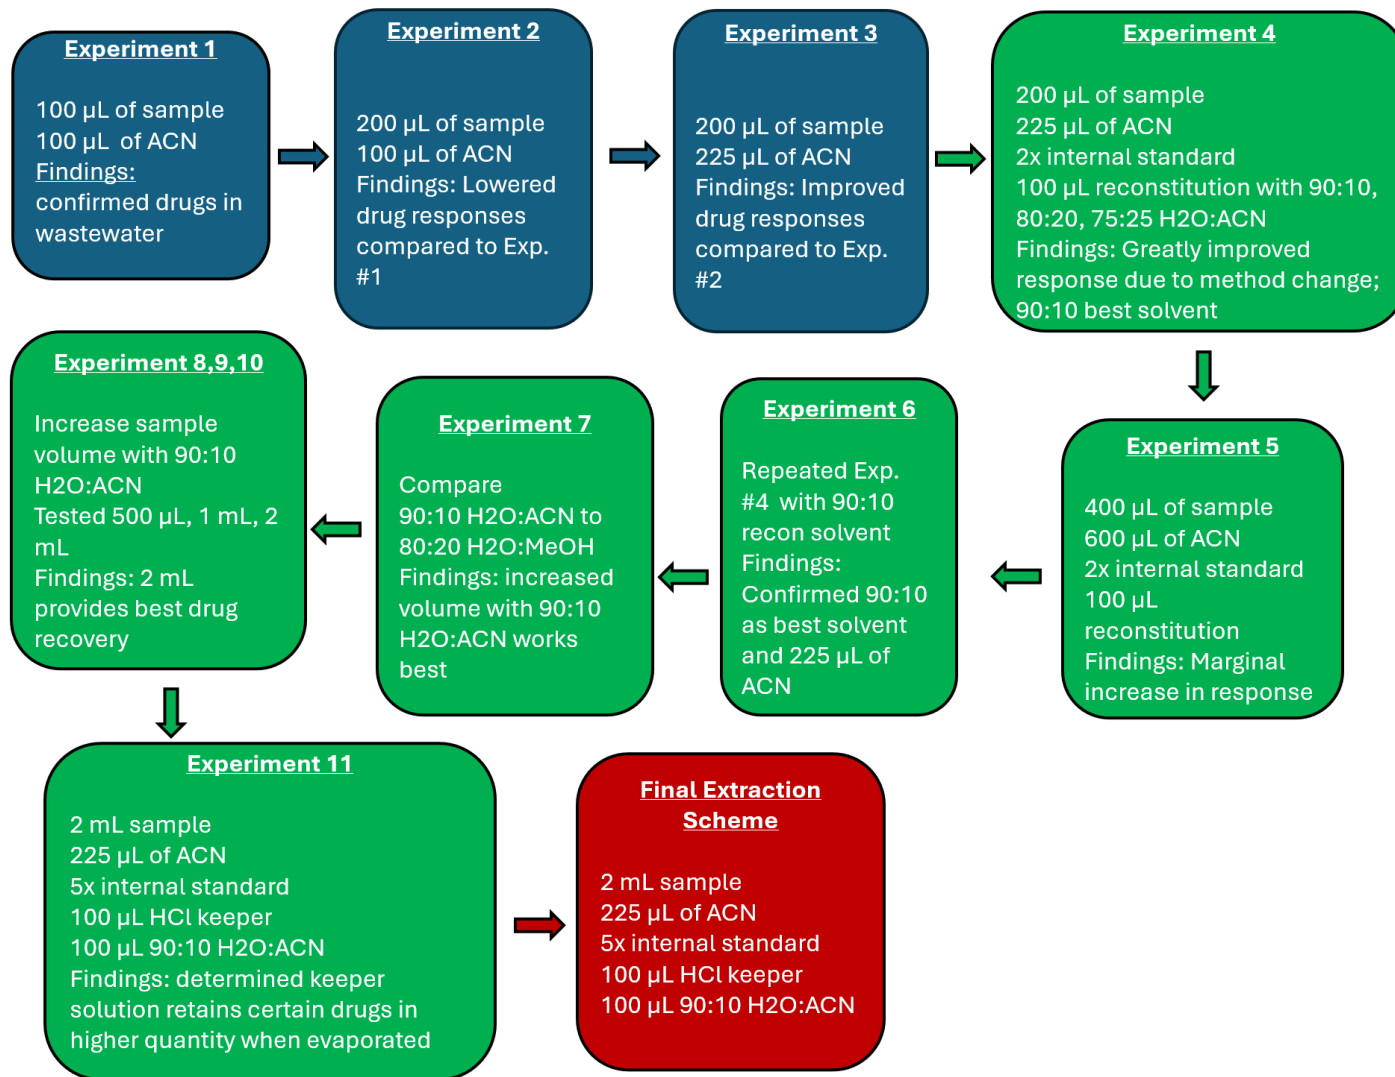 Experiment 1
100 µL of sample
100 µL  of ACN
Findings:
confirmed drugs in
wastewater
Experiment 2
200 µL of sample
100 µL of ACN
Findings: Lowered
drug responses
compared to Exp.
#1
Experiment 3
200 µL of sample
225 µL of ACN
Findings: Improved
drug responses
compared to Exp.
#2
Experiment 4
200 µL of sample
225 µL of ACN
2x internal standard
100 µL reconstitution with 90:10,
80:20, 75:25 H2O:ACN
Findings: Greatly improved
response due to method change;
90:10 best solvent
Experiment 5
400 µL of sample
600 µL of ACN
2x internal standard
100 µL
reconstitution
Findings: Marginal
increase in response
Experiment 6
Repeated Exp.
#4  with 90:10
recon solvent
Findings:
Confirmed 90:10
as best solvent
and 225 µL of
ACN
Experiment 7
Compare
90:10 H2O:ACN to
80:20 H2O:MeOH
Findings: increased
volume with 90:10
H2O:ACN works
best
Experiment 8,9,10
Increase sample
volume with 90:10
H2O:ACN
Tested 500 µL, 1 mL, 2
mL
Findings: 2 mL
provides best drug
recovery
Experiment 11
2 mL sample
225 µL of ACN
5x internal standard
100 µL HCl keeper
100 µL 90:10 H2O:ACN
Findings: determined keeper
solution retains certain drugs in
higher quantity when evaporated
Final Extraction
Scheme
2 mL sample
225 µL of ACN
5x internal standard
100 µL HCl keeper
100 µL 90:10 H2O:ACN